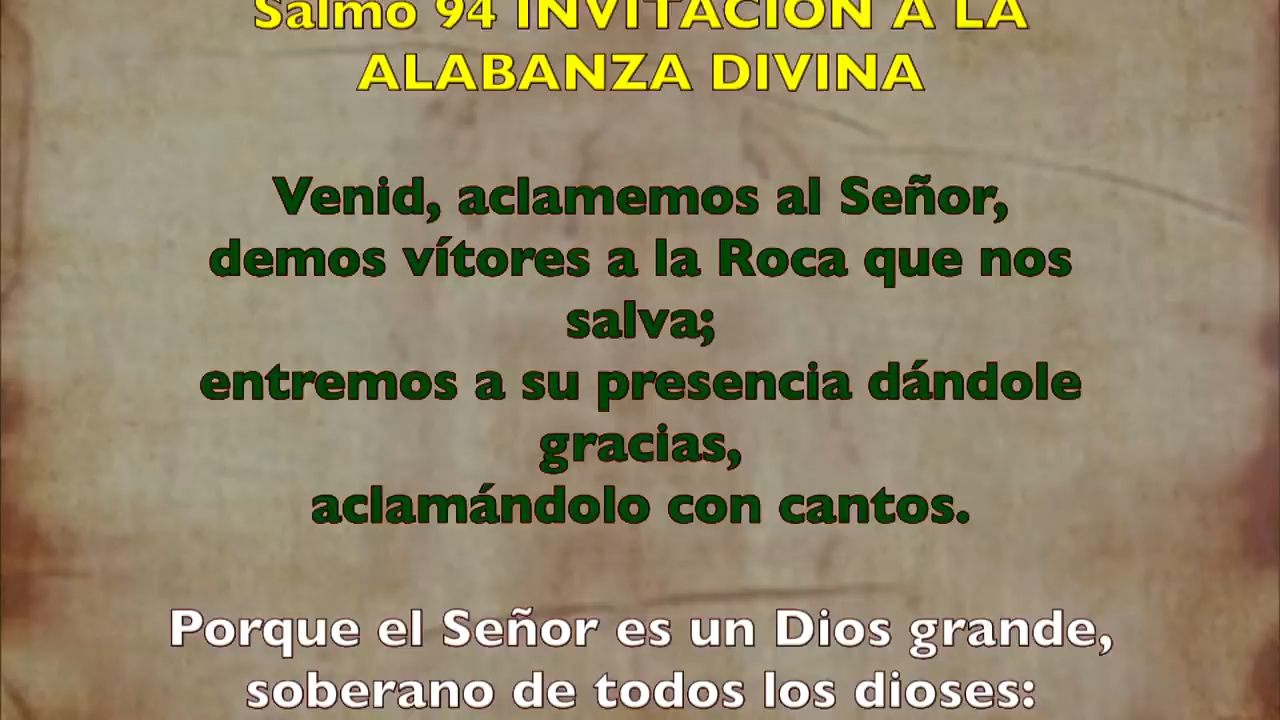 Salmo 94 INVITACIÓN A LA
ALABANZA DIVINA
Venid, aclamemos al Señor,
demos vítores a la Roca que nos
salva;
entremos a su presencia dándole
gracias,
aclamándolo con cantos.
Porque el Señor es un Dios grande,
soberano de todos los dioses: